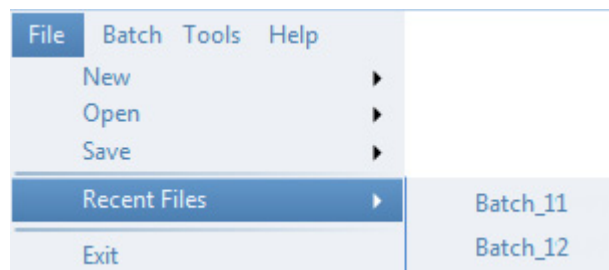 File Batch Tools Help
New
Open
Save
Recent Files
Batch_11
Exit
Batch_12